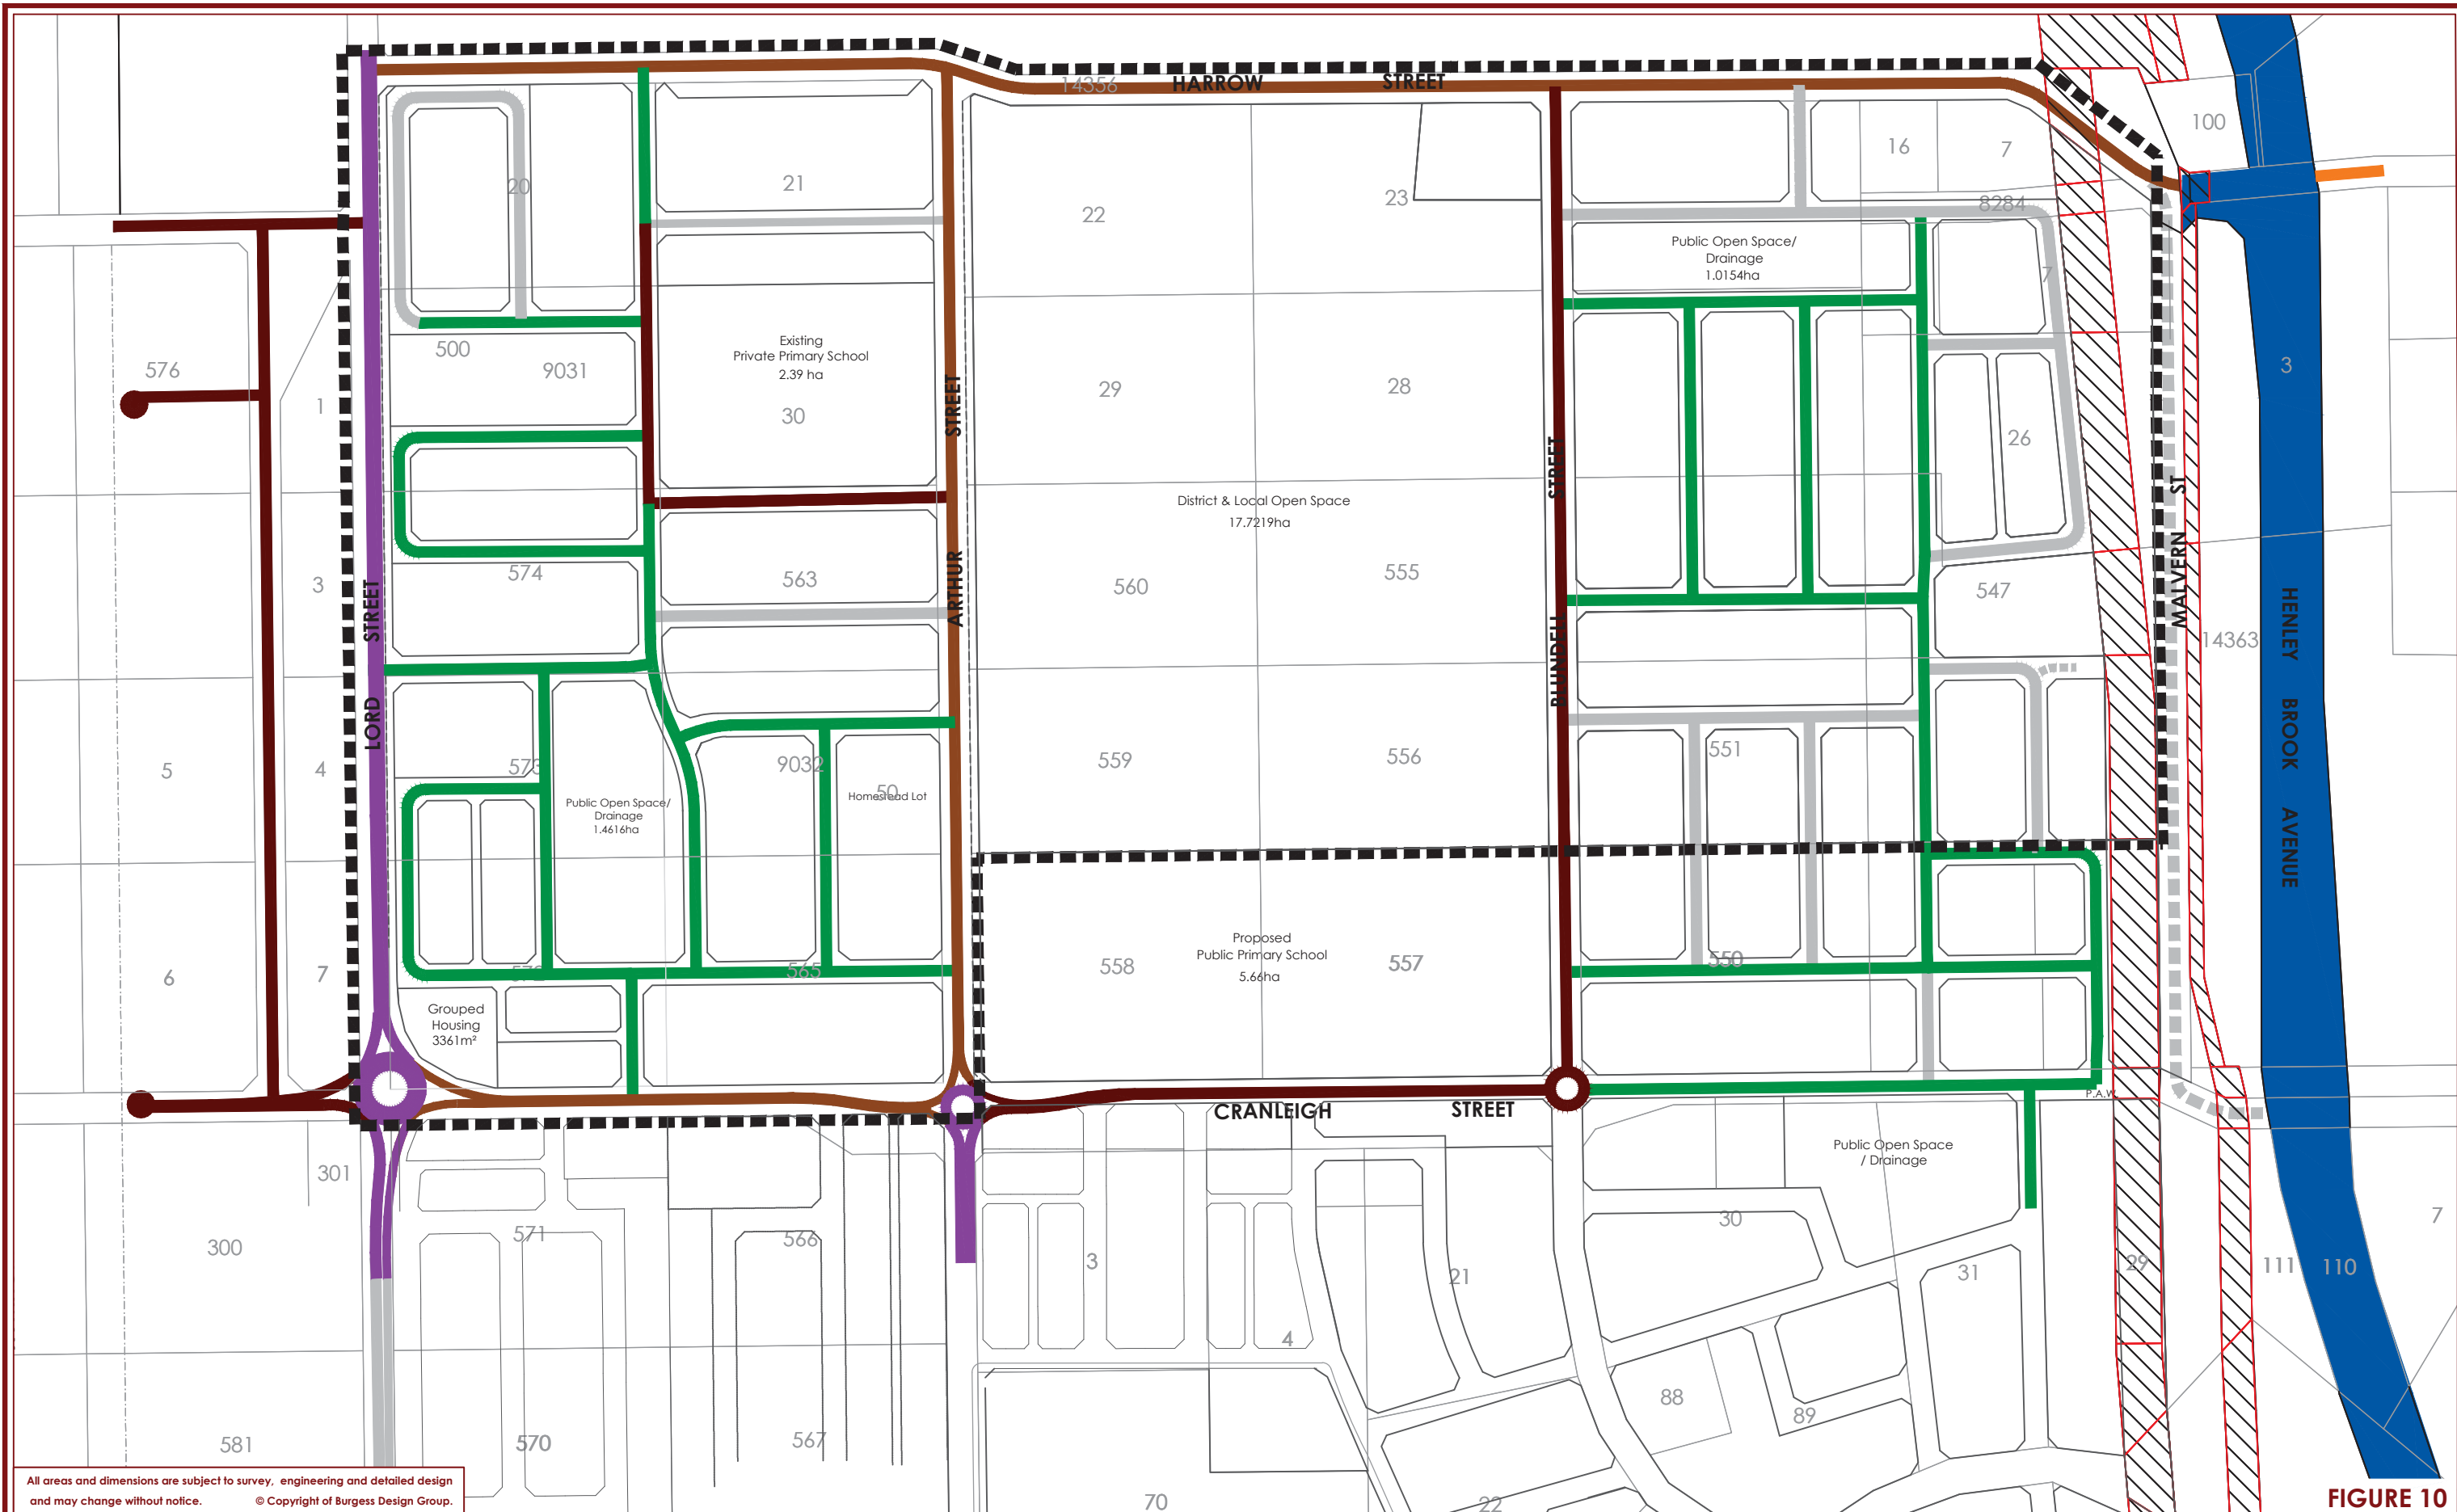 14356
HARROW STREET
100
16
7
20
21
22
23
8284
Public Open Space/
Drainage
1.0154ha
7
Existing
Private Primary School
2.39 ha
30
576
500
9031
1
29
28
3
26
STREET
ARTHUR
STREET
BLUNDELL
MALVERN ST
District & Local Open Space
17.7219ha
3
574
563
560
555
547
14363
LORD STREET
HENLEY BROOK AVENUE
5
4
573
9032
50
Homestead Lot
559
556
551
Public Open Space/
Drainage
1.4616ha
6
7
572
565
558
Proposed
Public Primary School
5.66ha
557
550
Grouped
Housing
3361m²
P.A.W
CRANLEIGH STREET
Public Open Space
/ Drainage
301
300
571
566
3
21
30
31
29
111
110
7
4
88
89
581
570
567
70
22
All areas and dimensions are subject to survey, engineering and detailed design
and may change without notice. © Copyright of Burgess Design Group.
FIGURE 10